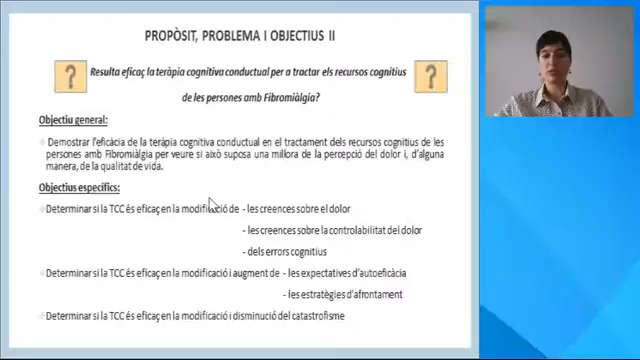 PROPÒSIT, PROBLEMA I OBJECTIUS II
? Resulta eficaç la teràpia cognitiva conductual per a tractar els recursos cognitius ?
de les persones amb Fibromiàlgia?
Objectiu general:
Demostrar l'eficàcia de la teràpia cognitiva conductual en el tractament dels recursos cognitius de les
persones amb Fibromiàlgia per veure si això suposa una millora de la percepció del dolor i, d'alguna
manera, de la qualitat de vida.
Objectius específics:
Determinar si la TCC és eficaç en la modificació de - les creences sobre el dolor
- les creences sobre la controlabilitat del dolor
- dels errors cognitius
Determinar si la TCC és eficaç en la modificació i augment de - les expectatives d'autoeficàcia
- les estratègies d'afrontament
Determinar si la TCC és eficaç en la modificació i disminució del catastrofisme